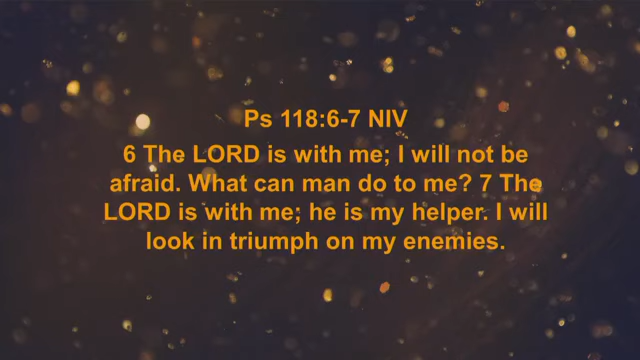 Ps 118:6-7 NIV
6 The LORD is with me; I will not be
afraid. What can man do to me? 7 The
LORD is with me; he is my helper. I will
look in triumph on my enemies.